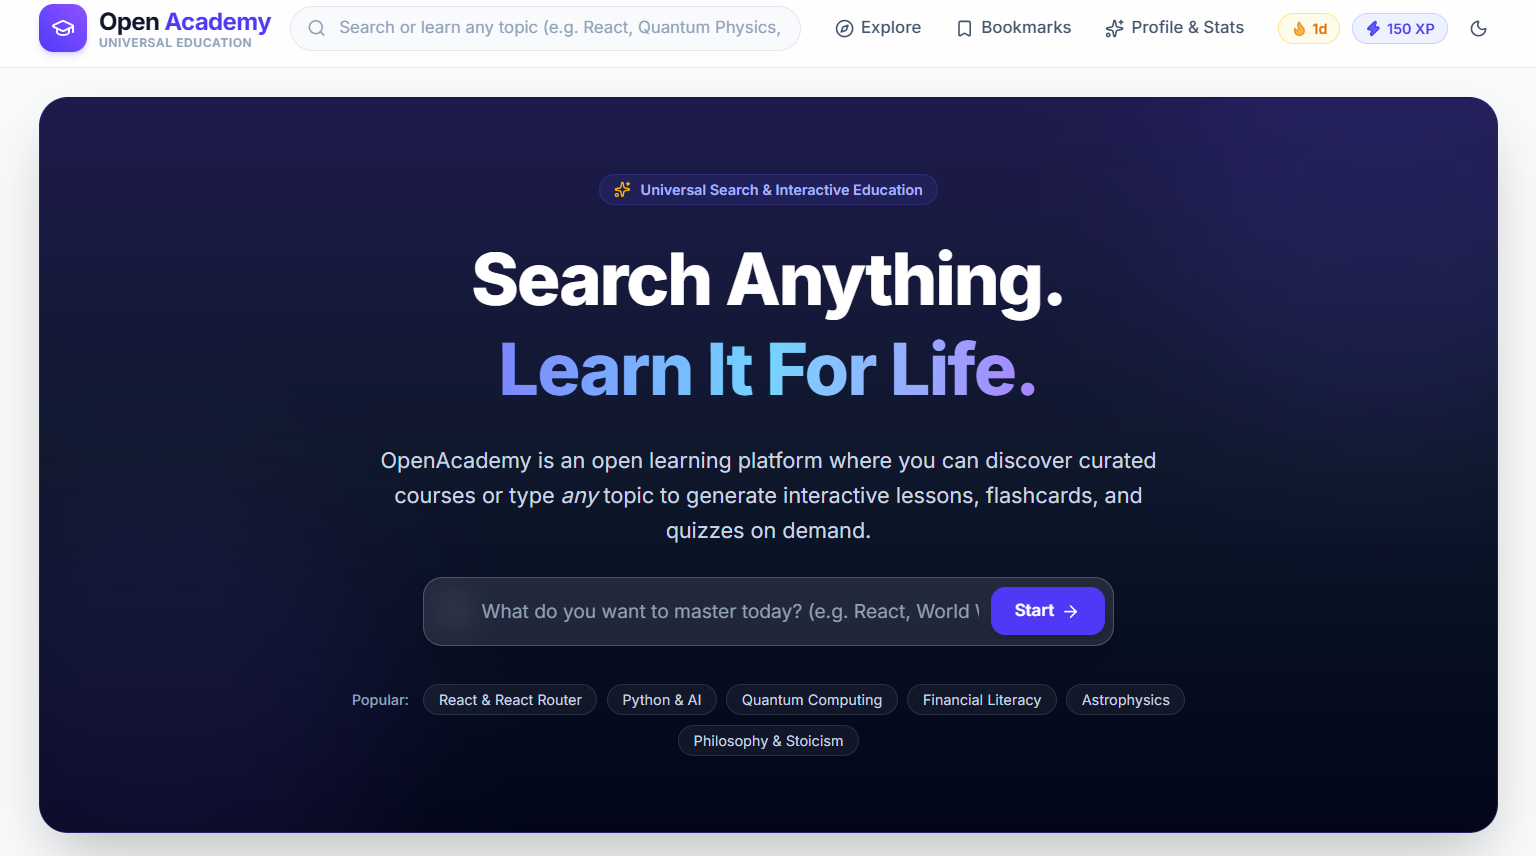 Open Academy
UNIVERSAL EDUCATION
Search or learn any topic (e.g. React, Quantum Physics,
Explore
Bookmarks
Profile & Stats
1d
150 XP
Universal Search & Interactive Education
Search Anything.
Learn It For Life.
OpenAcademy is an open learning platform where you can discover curated
courses or type any topic to generate interactive lessons, flashcards, and
quizzes on demand.
What do you want to master today? (e.g. React, World
Start
Popular:
React & React Router
Python & AI
Quantum Computing
Financial Literacy
Astrophysics
Philosophy & Stoicism